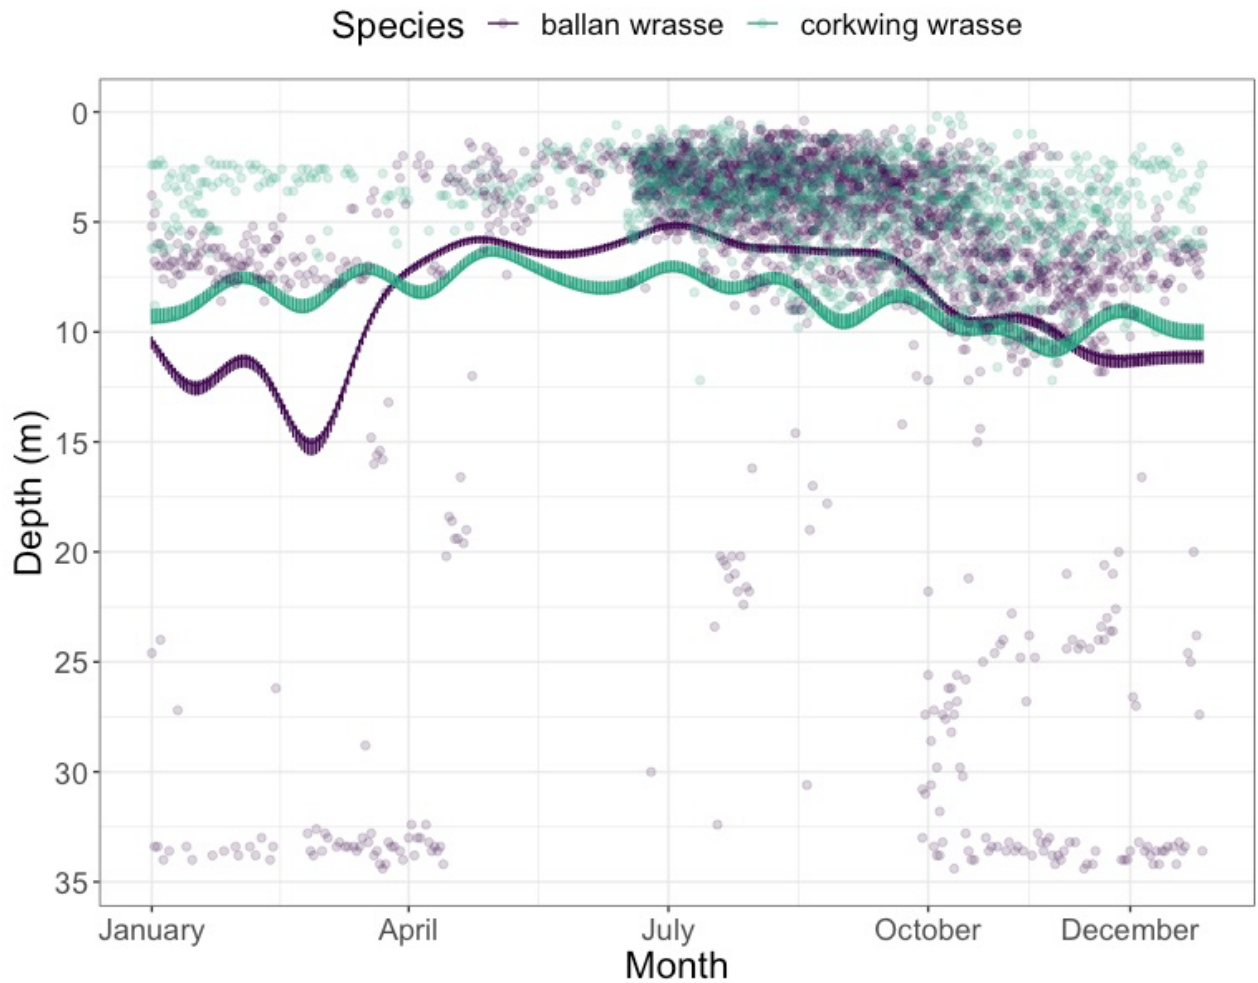 Species ballan wrasse corkwing wrasse
0
5
10
15
20
25
30
35
Depth (m)
January April July October December
Month